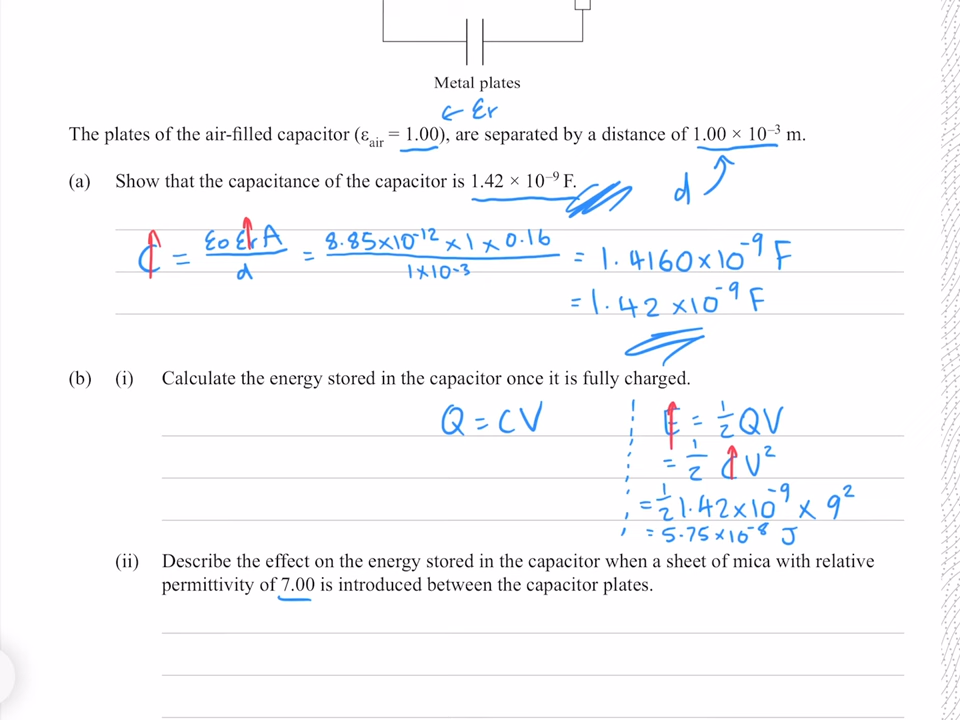 Metal plates
← εr
The plates of the air-filled capacitor (εair = 1.00), are separated by a distance of 1.00 × 10⁻³ m.
(a) Show that the capacitance of the capacitor is 1.42 × 10⁻⁹ F.
d
C = ε0 εr A / d = 8.85×10⁻¹² × 1 × 0.16 / 1×10⁻³ = 1.4160×10⁻⁹ F
= 1.42 ×10⁻⁹ F
(b) (i) Calculate the energy stored in the capacitor once it is fully charged.
Q = CV
E = 1/2 QV
= 1/2 CV²
= 1/2 1.42×10⁻⁹ × 9²
= 5.75×10⁻⁸ J
(ii) Describe the effect on the energy stored in the capacitor when a sheet of mica with relative
permittivity of 7.00 is introduced between the capacitor plates.